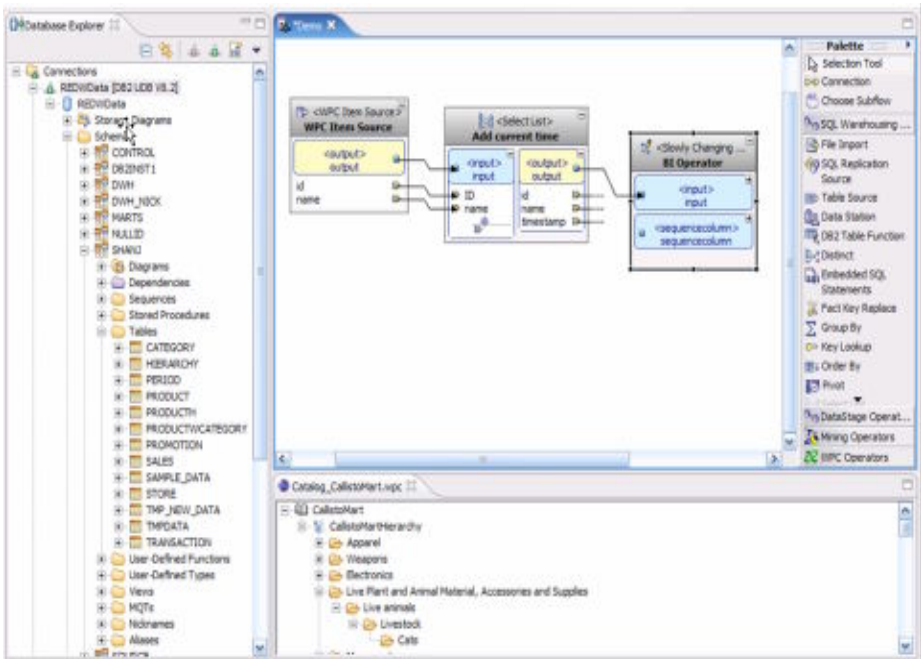 Database Explorer
Connections
REDWData [DB2 UDB V8.2]
REDWData
Storage Diagrams
Schemas
CONTROL
DB2INST1
DWH
DWH_NICK
MARTS
NULLID
SHANJ
Diagrams
Dependencies
Sequences
Stored Procedures
Tables
CATEGORY
HIERARCHY
PERIOD
PRODUCT
PRODUCTH
PRODUCTWCATEGORY
PROMOTION
SALES
SAMPLE_DATA
STORE
TMP_NEW_DATA
TMPDATA
TRANSACTION
User-Defined Functions
User-Defined Types
Views
MQTs
Nicknames
Aliases
*Demo
<WPC Item Source>
WPC Item Source
<output>
output
id
name
<Select List>
Add current time
<input>
input
ID
name
<output>
output
id
name
timestamp
<Slowly Changing ...
BI Operator
<input>
input
<sequencecolumn>
sequencecolumn
Palette
Selection Tool
Connection
Choose Subflow
SQL Warehousing ...
File Import
SQL Replication
Source
Table Source
Data Station
DB2 Table Function
Distinct
Embedded SQL
Statements
Fact Key Replace
Group By
Key Lookup
Order By
Pivot
DataStage Operat...
Mining Operators
WPC Operators
Catalog_CallistoMart.wpc
CallistoMart
CallistoMartHierarchy
Apparel
Weapons
Electronics
Live Plant and Animal Material, Accessories and Supplies
Live animals
Livestock
Cats